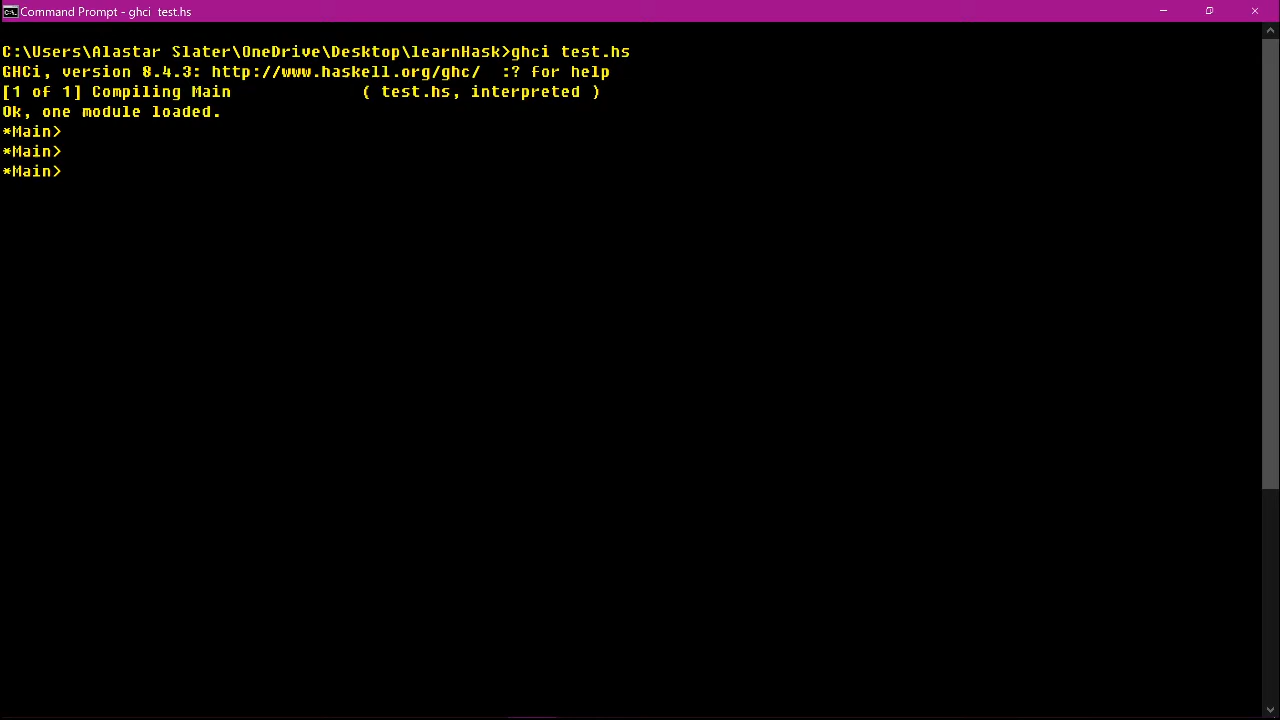 Command Prompt - ghci  test.hs
C:\Users\Alastar Slater\OneDrive\Desktop\learnHask>ghci test.hs
GHCi, version 8.4.3: http://www.haskell.org/ghc/  :? for help
[1 of 1] Compiling Main             ( test.hs, interpreted )
Ok, one module loaded.
*Main>
*Main>
*Main>